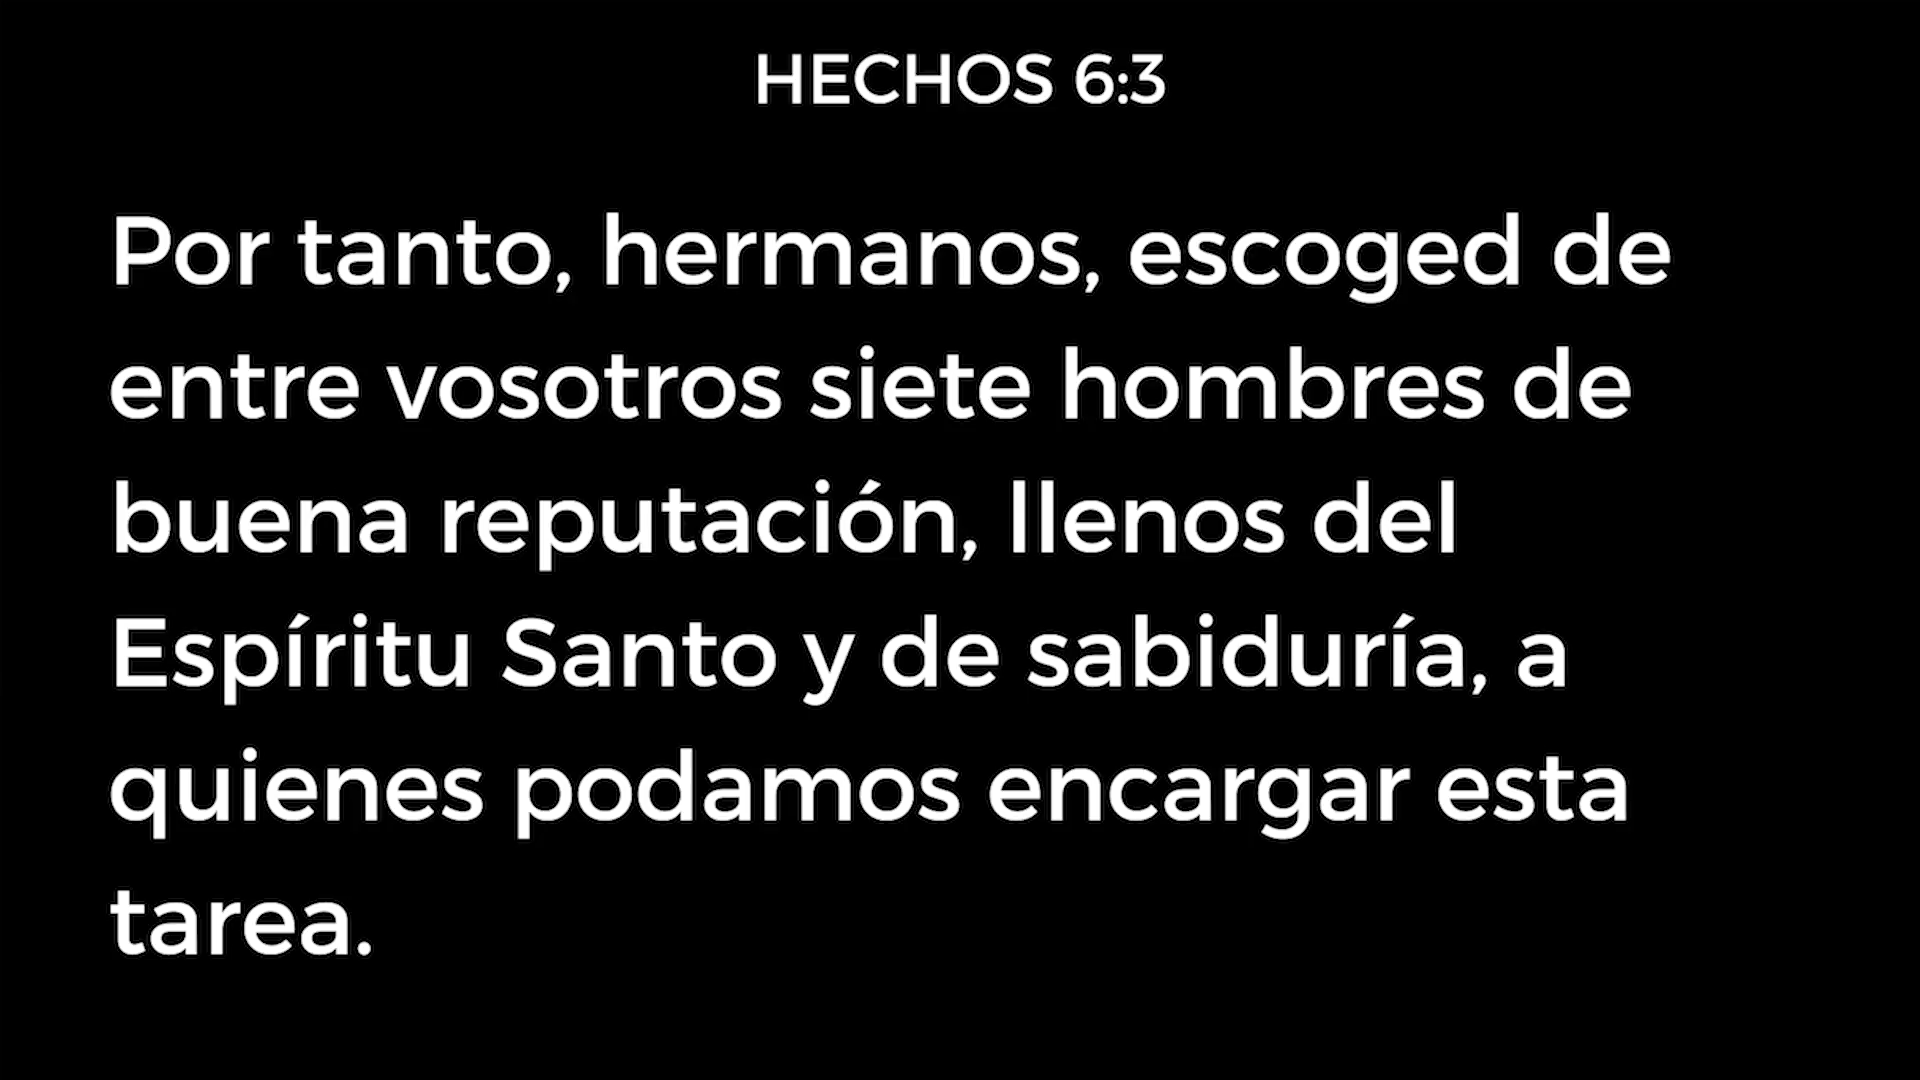 HECHOS 6:3
Por tanto, hermanos, escoged de
entre vosotros siete hombres de
buena reputación, llenos del
Espíritu Santo y de sabiduría, a
quienes podamos encargar esta
tarea.